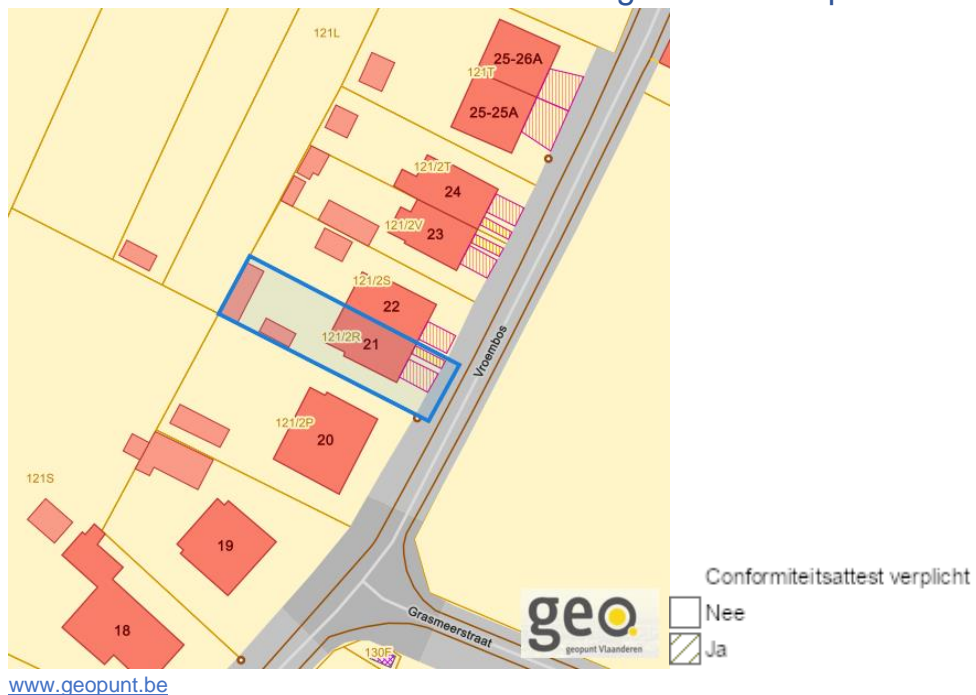 121L
25-26A
121T
25-25A
121/2T
24
121/2V
23
121/2S
22
121/2R
21
Vroembos
121/2P
20
121S
19
18
Grasmeerstraat
130F
geo
geopunt Vlaanderen
Conformiteitsattest verplicht
Nee
Ja
www.geopunt.be